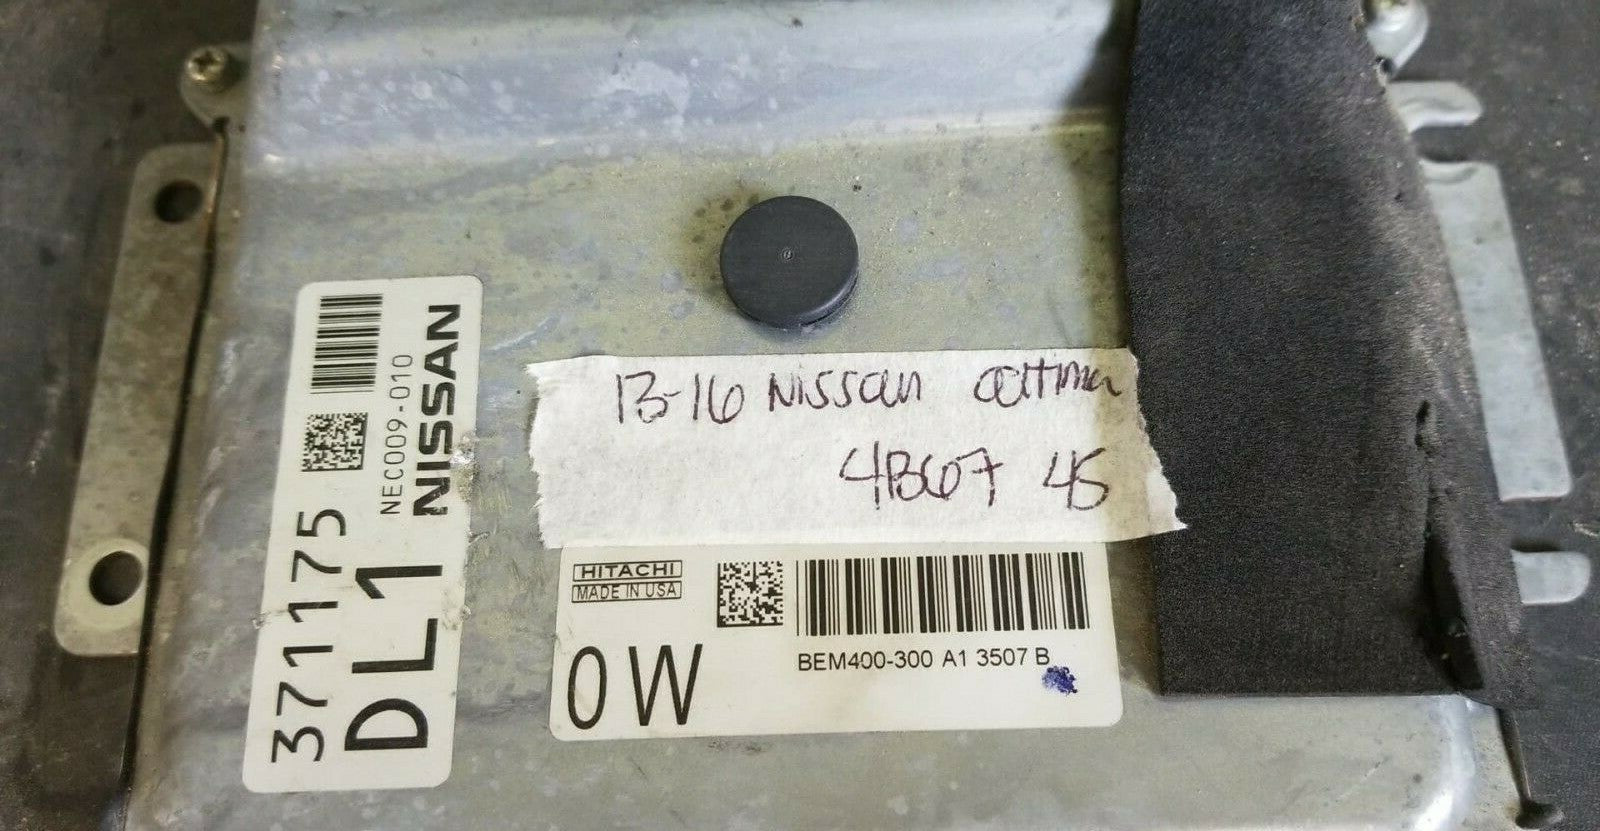 13-16 Nissan altima
4B67 45
NISSAN
NEC009-010
DL1
371175
HITACHI
MADE IN USA
0W
BEM400-300 A1 3507 B